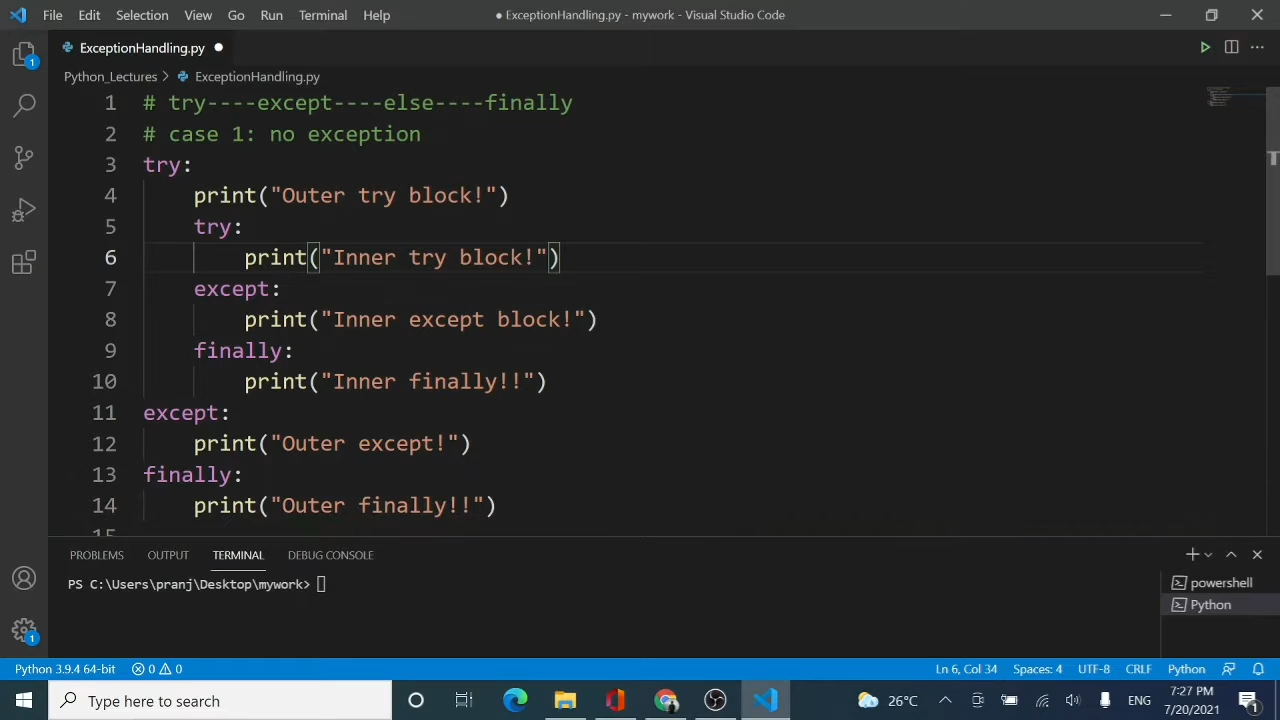 File Edit Selection View Go Run Terminal Help ● ExceptionHandling.py - mywork - Visual Studio Code
ExceptionHandling.py ●
Python_Lectures > ExceptionHandling.py
1 # try----except----else----finally
2 # case 1: no exception
3 try:
4     print("Outer try block!")
5     try:
6         print("Inner try block!")
7     except:
8         print("Inner except block!")
9     finally:
10         print("Inner finally!!")
11 except:
12     print("Outer except!")
13 finally:
14     print("Outer finally!!")
15
PROBLEMS OUTPUT TERMINAL DEBUG CONSOLE
PS C:\Users\pranj\Desktop\mywork>
powershell
Python
1
1
Python 3.9.4 64-bit 0 0 Ln 6, Col 34 Spaces: 4 UTF-8 CRLF Python
Type here to search 26°C ENG 7:27 PM
7/20/2021
1